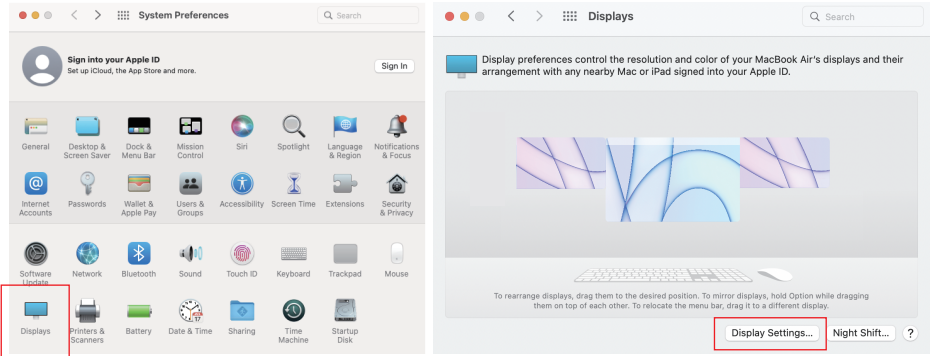 System Preferences
Search
Sign into your Apple ID
Set up iCloud, the App Store and more.
Sign In
General
Desktop &
Screen Saver
Dock &
Menu Bar
Mission
Control
Siri
Spotlight
Language
& Region
Notifications
& Focus
Internet
Accounts
Passwords
Wallet &
Apple Pay
Users &
Groups
Accessibility
Screen Time
Extensions
Security
& Privacy
Software
Update
Network
Bluetooth
Sound
Touch ID
Keyboard
Trackpad
Mouse
Displays
Printers &
Scanners
Battery
Date & Time
Sharing
Time
Machine
Startup
Disk
Displays
Search
Display preferences control the resolution and color of your MacBook Air's displays and their
arrangement with any nearby Mac or iPad signed into your Apple ID.
To rearrange displays, drag them to the desired position. To mirror displays, hold Option while dragging
them on top of each other. To relocate the menu bar, drag it to a different display.
Display Settings...
Night Shift...
?